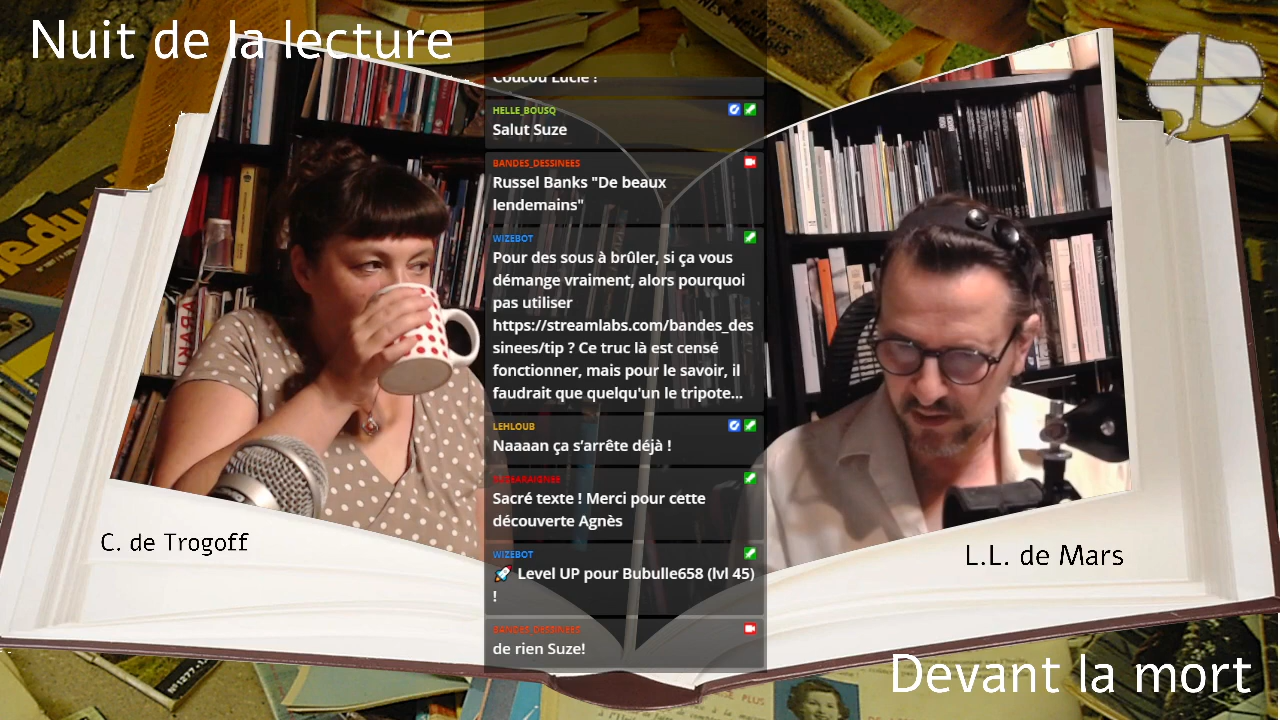 Nuit de la lecture
Coucou Lucie !
HELLE_BOUSQ
Salut Suze
BANDES_DESSINEES
Russel Banks "De beaux
lendemains"
WIZEBOT
Pour des sous à brûler, si ça vous
démange vraiment, alors pourquoi
pas utiliser
https://streamlabs.com/bandes_des
sinees/tip ? Ce truc là est censé
fonctionner, mais pour le savoir, il
faudrait que quelqu'un le tripote...
LEHLOUB
Naaaan ça s’arrête déjà !
Sacré texte ! Merci pour cette
découverte Agnès
WIZEBOT
🚀 Level UP pour Bubulle658 (lvl 45)
!
BANDES_DESSINEES
de rien Suze!
C. de Trogoff
L.L. de Mars
Devant la mort